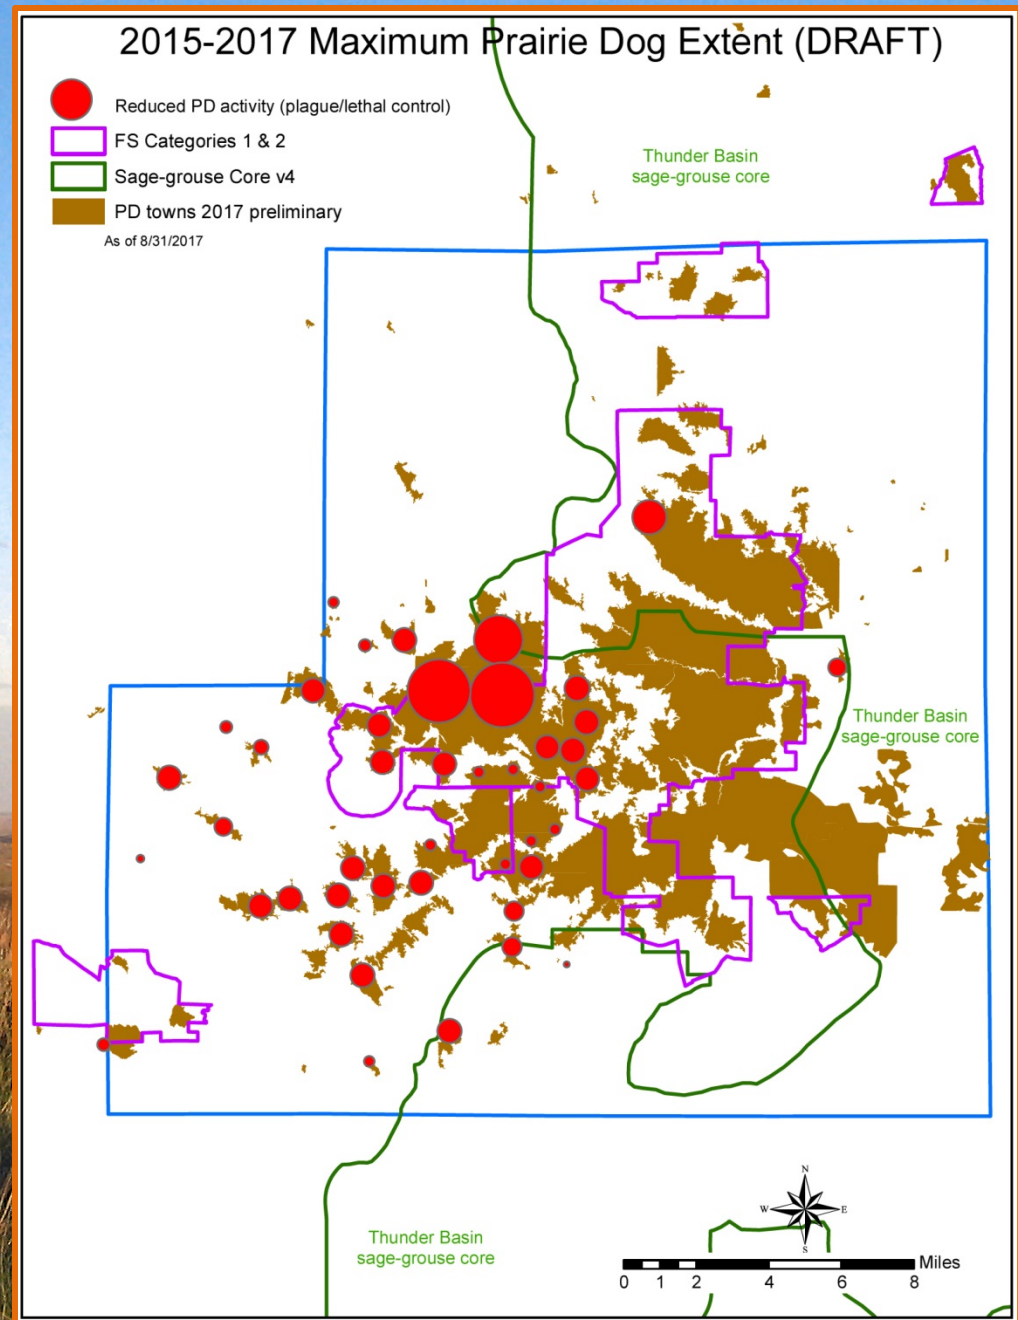 2015-2017 Maximum Prairie Dog Extent (DRAFT)
Reduced PD activity (plague/lethal control)
FS Categories 1 & 2
Sage-grouse Core v4
PD towns 2017 preliminary
As of 8/31/2017
Thunder Basin
sage-grouse core
Thunder Basin
sage-grouse core
Thunder Basin
sage-grouse core
N
W E
S
Miles
0 1 2 4 6 8